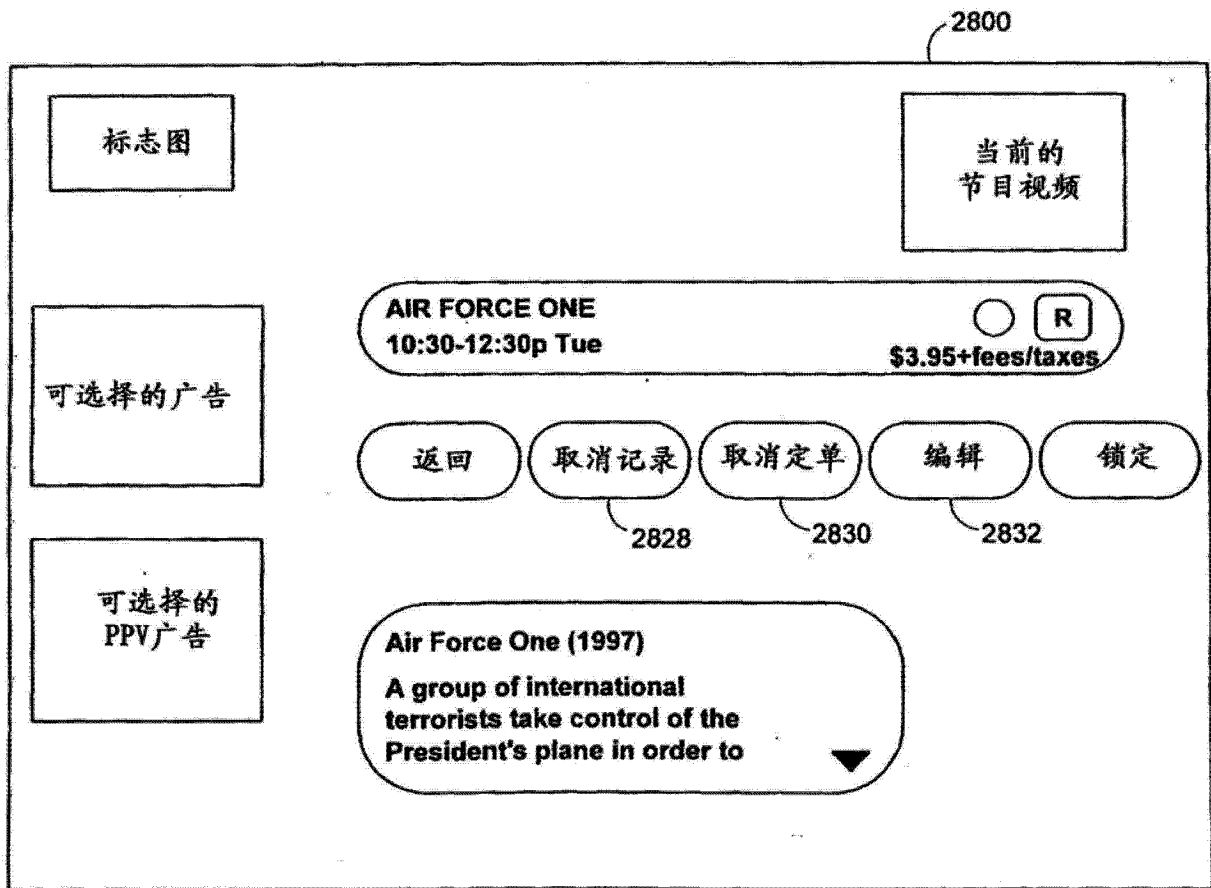 2800
标志图
当前的
节目视频
AIR FORCE ONE
10:30-12:30p Tue
R
$3.95+fees/taxes
可选择的广告
返回
取消记录
取消定单
编辑
锁定
2828
2830
2832
可选择的
PPV广告
Air Force One (1997)
A group of international
terrorists take control of the
President's plane in order to